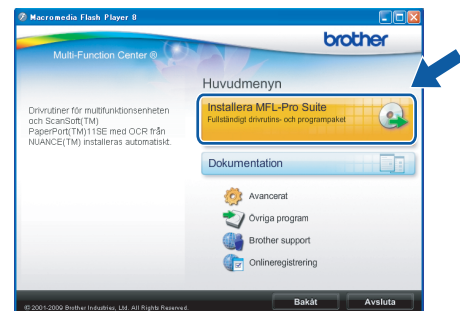 Macromedia Flash Player 8
brother
Multi-Function Center ®
Huvudmenyn
Drivrutiner för multifunktionsenheten
och ScanSoft(TM)
PaperPort(TM)11SE med OCR från
NUANCE(TM) installeras automatiskt.
Installera MFL-Pro Suite
Fullständigt drivrutins- och programpaket
Dokumentation
Avancerat
Övriga program
Brother support
Onlineregistrering
© 2001-2009 Brother Industries, Ltd. All Rights Reserved.
Bakåt
Avsluta